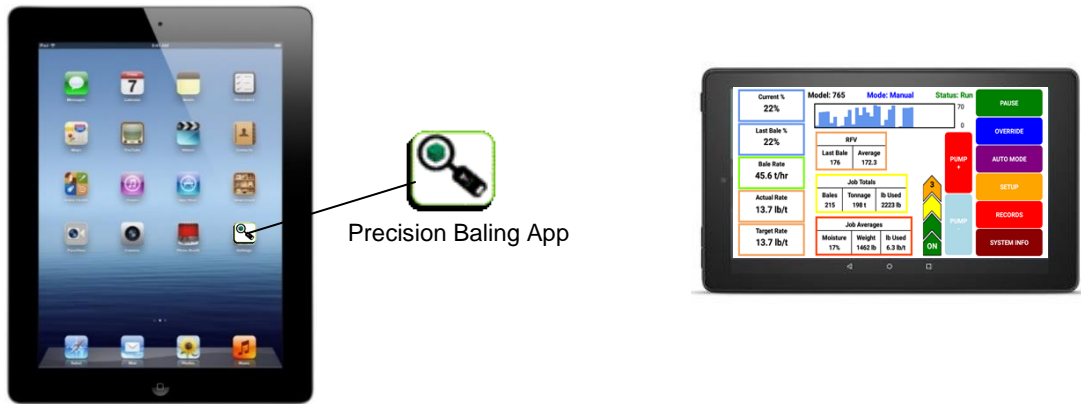 7
Precision Baling App
Current %
22%
Last Bale %
22%
Bale Rate
45.6 t/hr
Actual Rate
13.7 lb/t
Target Rate
13.7 lb/t
Model: 765 Mode: Manual Status: Run
70
0
RFV
Last Bale Average
176 172.3
Job Totals
Bales Tonnage lb Used
215 198 t 2223 lb
Job Averages
Moisture Weight lb Used
17% 1462 lb 6.3 lb/t
3
ON
PUMP
+
PUMP
-
PAUSE
OVERRIDE
AUTO MODE
SETUP
RECORDS
SYSTEM INFO